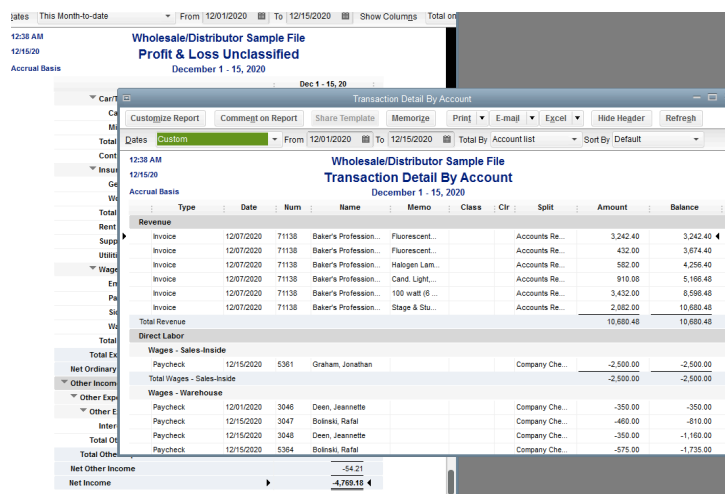 Dates This Month-to-date From 12/01/2020 To 12/15/2020 Show Columns Total on
12:38 AM Wholesale/Distributor Sample File
12/15/20 Profit & Loss Unclassified
Accrual Basis December 1 - 15, 2020
Dec 1 - 15, 20
Car/T
Ca
Mi
Total
Cont
Insu
Ge
Wo
Total
Rent
Supp
Utiliti
Wage
En
Pa
Sic
Wa
Total
Total Ex
Net Ordinary
Other Incom
Other Expe
Other E
Inter
Total Ot
Total Othe
Net Other Income -54.21
Net Income -4,769.18
Transaction Detail By Account
Customize Report Comment on Report Share Template Memorize Print E-mail Excel Hide Header Refresh
Dates Custom From 12/01/2020 To 12/15/2020 Total By Account list Sort By Default
12:38 AM Wholesale/Distributor Sample File
12/15/20 Transaction Detail By Account
Accrual Basis December 1 - 15, 2020
Type Date Num Name Memo Class Clr Split Amount Balance
Revenue
Invoice 12/07/2020 71138 Baker's Profession... Fluorescent... Accounts Re... 3,242.40 3,242.40
Invoice 12/07/2020 71138 Baker's Profession... Fluorescent... Accounts Re... 432.00 3,674.40
Invoice 12/07/2020 71138 Baker's Profession... Halogen Lam... Accounts Re... 582.00 4,256.40
Invoice 12/07/2020 71138 Baker's Profession... Cand. Light,... Accounts Re... 910.08 5,166.48
Invoice 12/07/2020 71138 Baker's Profession... 100 watt (6 ... Accounts Re... 3,432.00 8,598.48
Invoice 12/07/2020 71138 Baker's Profession... Stage & Stu... Accounts Re... 2,082.00 10,680.48
Total Revenue 10,680.48 10,680.48
Direct Labor
Wages - Sales-Inside
Paycheck 12/15/2020 5361 Graham, Jonathan Company Che... -2,500.00 -2,500.00
Total Wages - Sales-Inside -2,500.00 -2,500.00
Wages - Warehouse
Paycheck 12/01/2020 3046 Deen, Jeannette Company Che... -350.00 -350.00
Paycheck 12/15/2020 3047 Bolinski, Rafal Company Che... -460.00 -810.00
Paycheck 12/15/2020 3048 Deen, Jeannette Company Che... -350.00 -1,160.00
Paycheck 12/15/2020 5364 Bolinski, Rafal Company Che... -575.00 -1,735.00